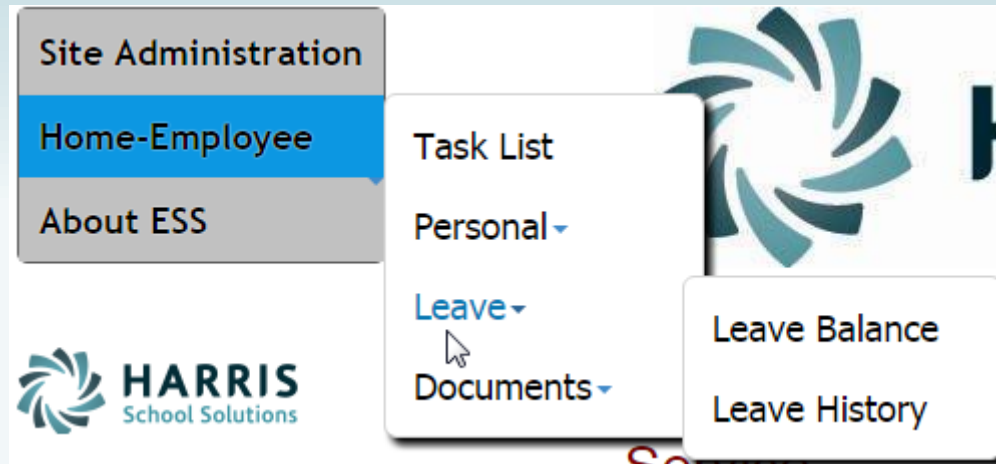 Site Administration
Home-Employee
About ESS
Task List
Personal
Leave
Documents
Leave Balance
Leave History
HARRIS
School Solutions
H